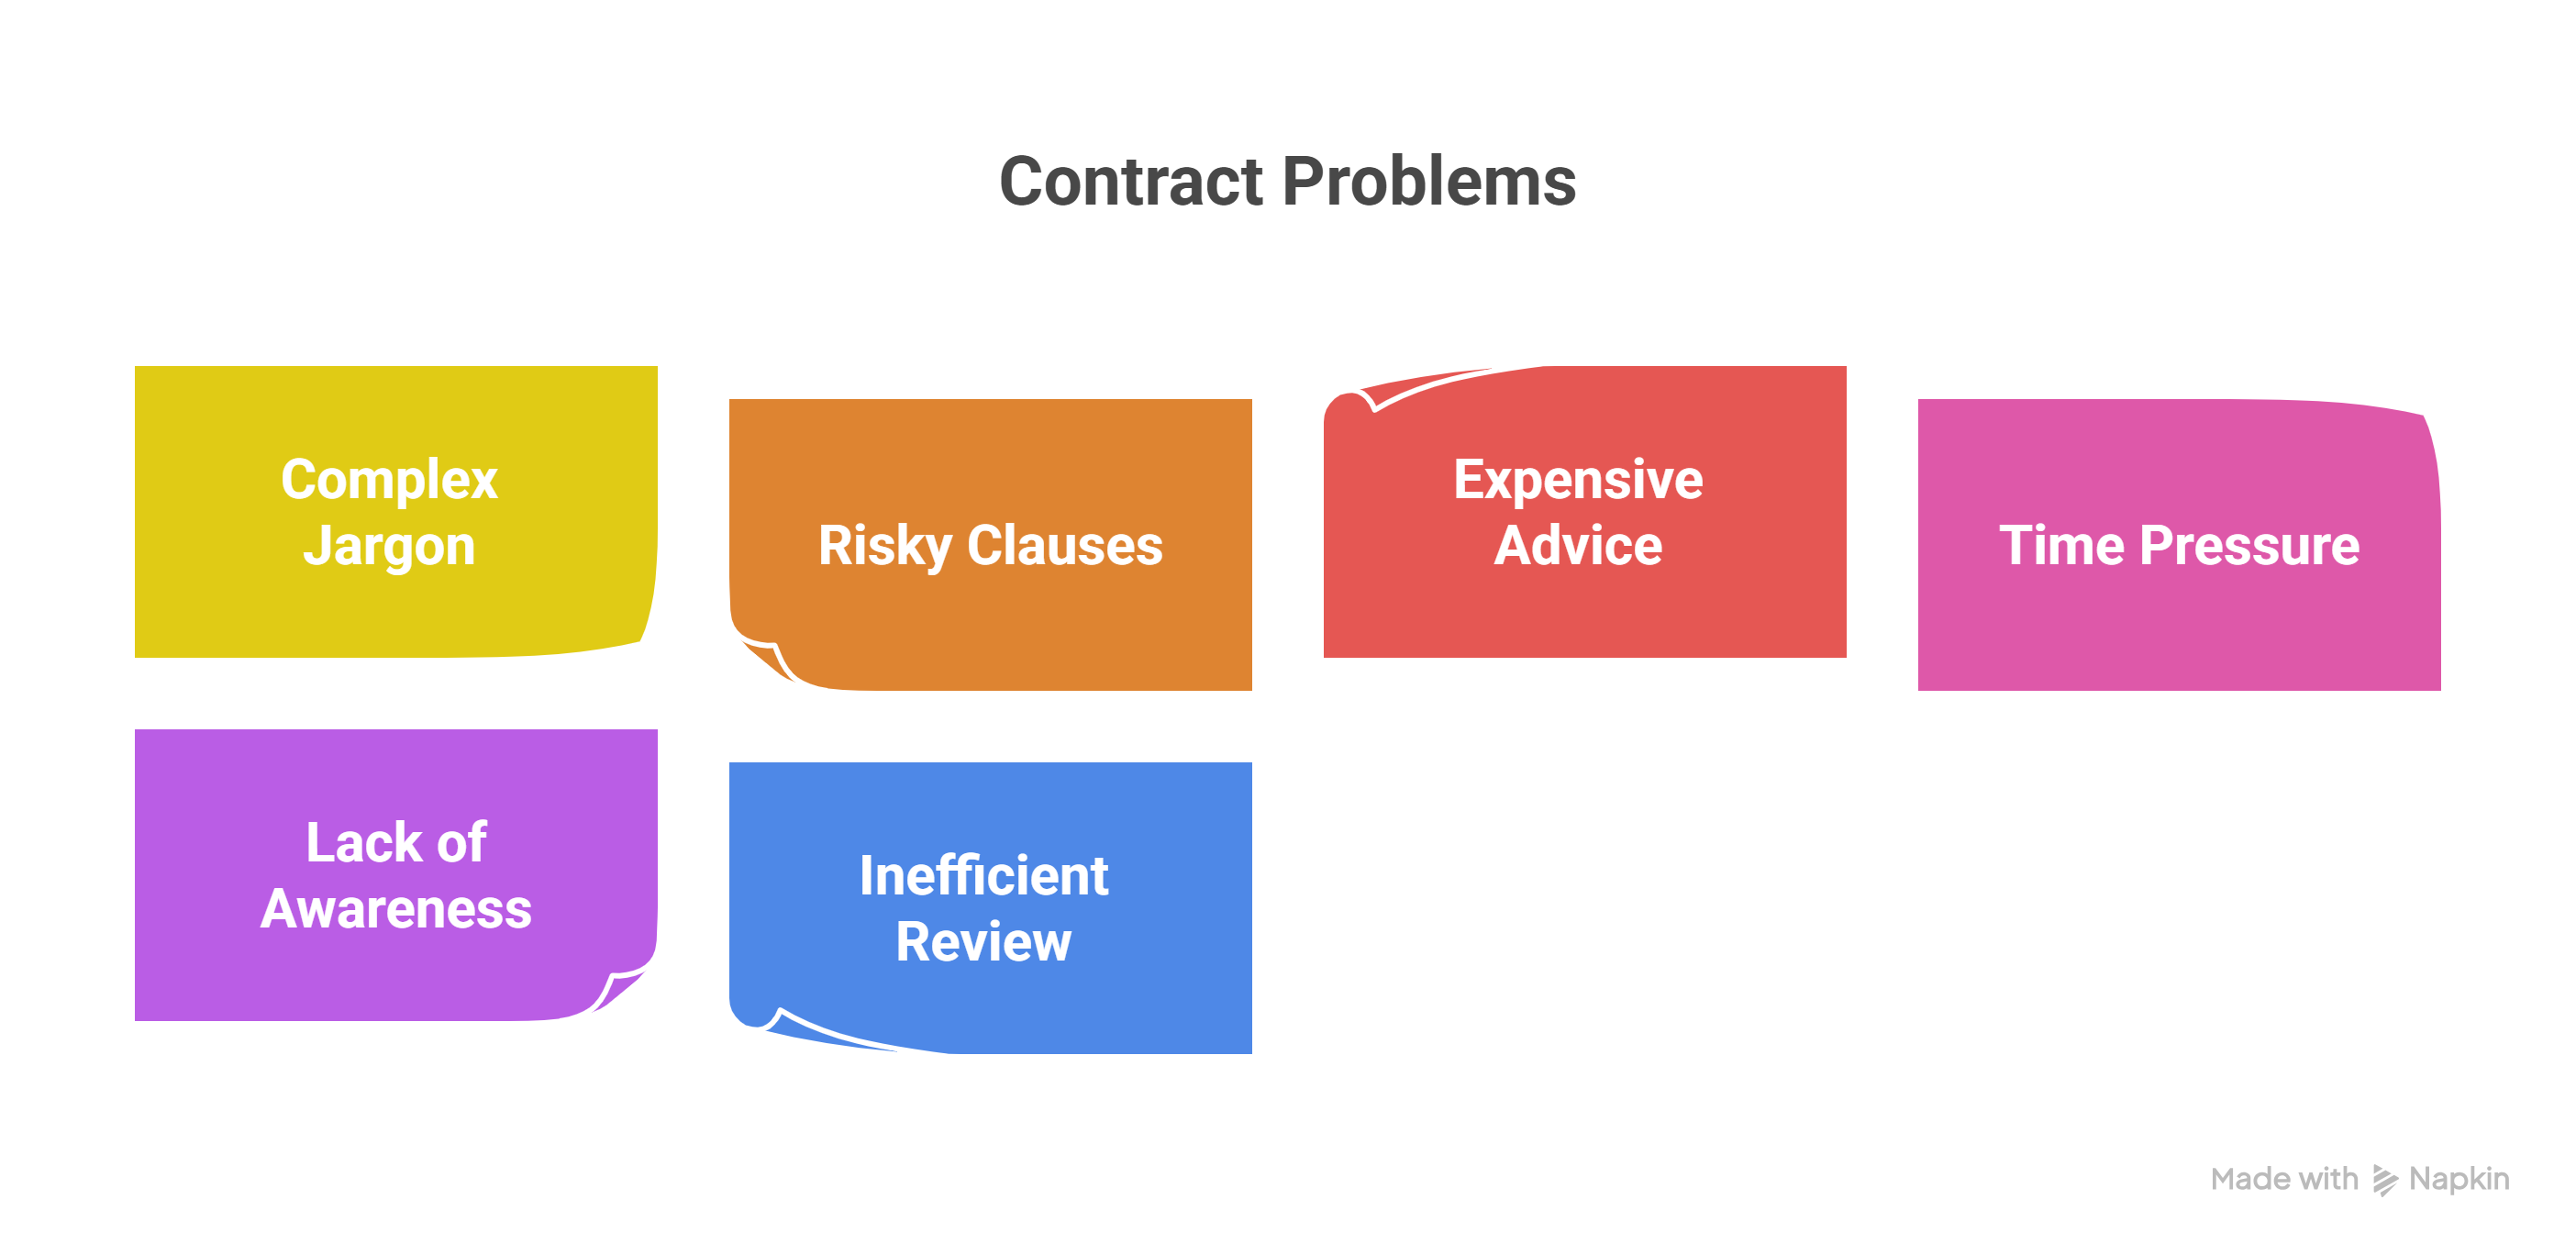 Contract Problems
Complex
Jargon
Risky Clauses
Expensive
Advice
Time Pressure
Lack of
Awareness
Inefficient
Review
Made with Napkin